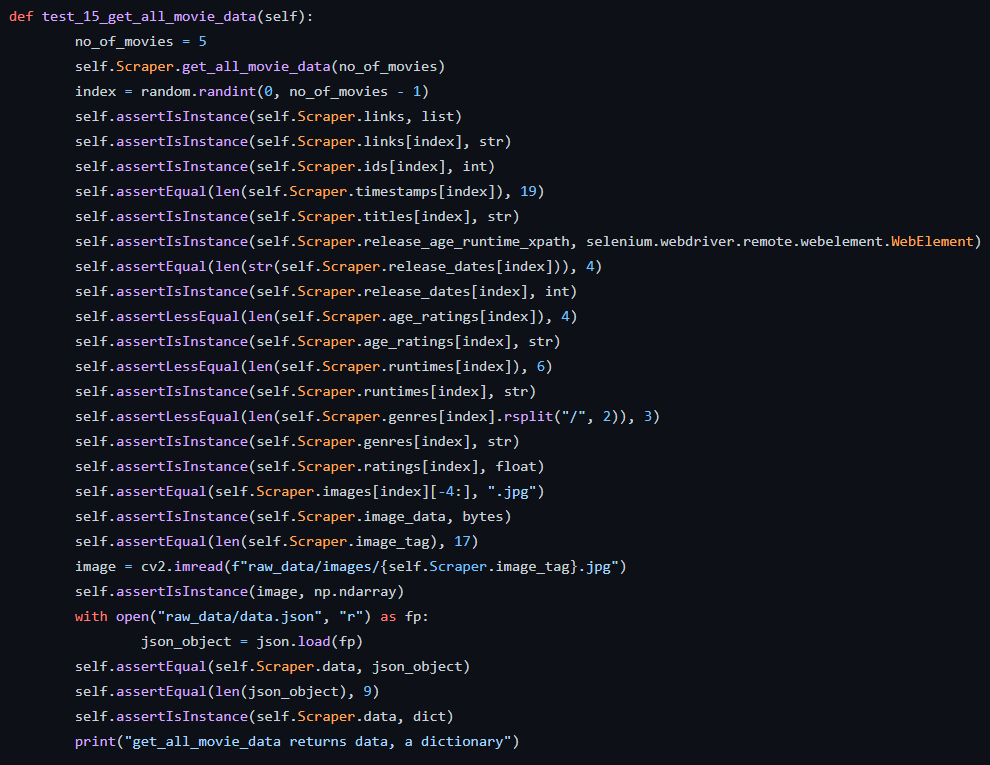 def test_15_get_all_movie_data(self):
        no_of_movies = 5
        self.Scraper.get_all_movie_data(no_of_movies)
        index = random.randint(0, no_of_movies - 1)
        self.assertIsInstance(self.Scraper.links, list)
        self.assertIsInstance(self.Scraper.links[index], str)
        self.assertIsInstance(self.Scraper.ids[index], int)
        self.assertEqual(len(self.Scraper.timestamps[index]), 19)
        self.assertIsInstance(self.Scraper.titles[index], str)
        self.assertIsInstance(self.Scraper.release_age_runtime_xpath, selenium.webdriver.remote.webelement.WebElement)
        self.assertEqual(len(str(self.Scraper.release_dates[index])), 4)
        self.assertIsInstance(self.Scraper.release_dates[index], int)
        self.assertLessEqual(len(self.Scraper.age_ratings[index]), 4)
        self.assertIsInstance(self.Scraper.age_ratings[index], str)
        self.assertLessEqual(len(self.Scraper.runtimes[index]), 6)
        self.assertIsInstance(self.Scraper.runtimes[index], str)
        self.assertLessEqual(len(self.Scraper.genres[index].rsplit("/", 2)), 3)
        self.assertIsInstance(self.Scraper.genres[index], str)
        self.assertIsInstance(self.Scraper.ratings[index], float)
        self.assertEqual(self.Scraper.images[index][-4:], ".jpg")
        self.assertIsInstance(self.Scraper.image_data, bytes)
        self.assertEqual(len(self.Scraper.image_tag), 17)
        image = cv2.imread(f"raw_data/images/{self.Scraper.image_tag}.jpg")
        self.assertIsInstance(image, np.ndarray)
        with open("raw_data/data.json", "r") as fp:
                json_object = json.load(fp)
        self.assertEqual(self.Scraper.data, json_object)
        self.assertEqual(len(json_object), 9)
        self.assertIsInstance(self.Scraper.data, dict)
        print("get_all_movie_data returns data, a dictionary")